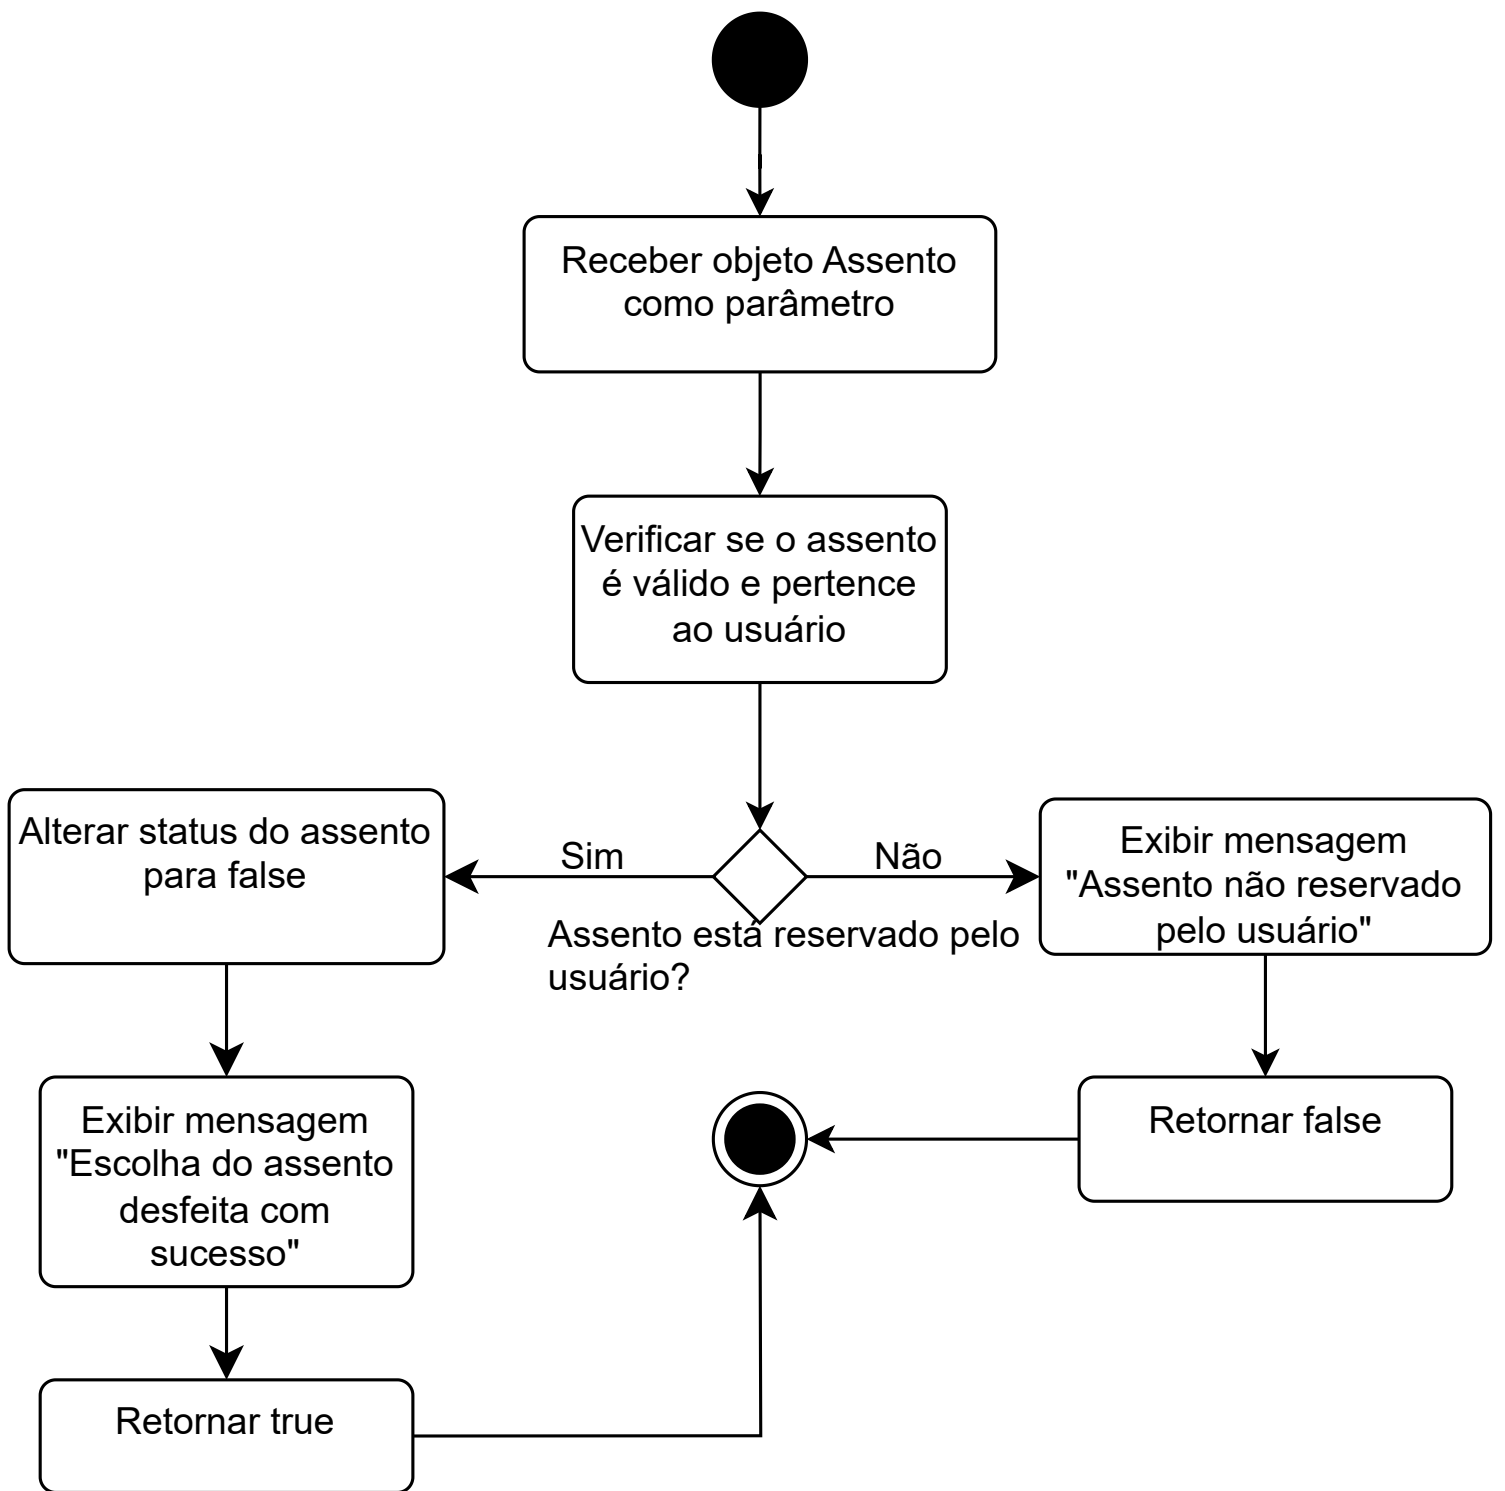 Receber objeto Assento
como parâmetro
Verificar se o assento
é válido e pertence
ao usuário
Alterar status do assento
para false
Sim
Não
Exibir mensagem
"Assento não reservado
pelo usuário"
Assento está reservado pelo
usuário?
Exibir mensagem
"Escolha do assento
desfeita com
sucesso"
Retornar false
Retornar true